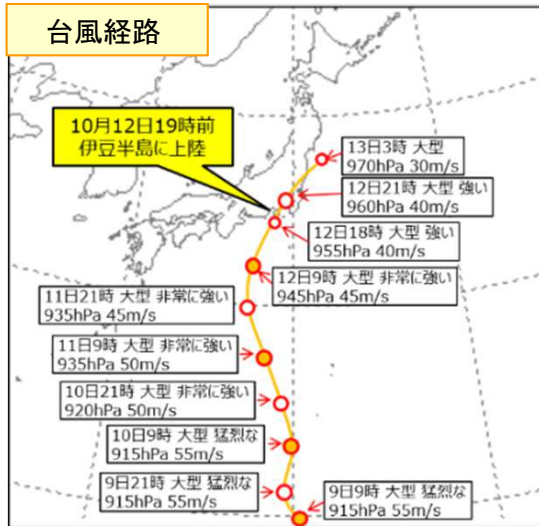 台風経路
10月12日19時前
伊豆半島に上陸
13日3時 大型
970hPa 30m/s
12日21時 大型 強い
960hPa 40m/s
12日18時 大型 強い
955hPa 40m/s
12日9時 大型 非常に強い
945hPa 45m/s
11日21時 大型 非常に強い
935hPa 45m/s
11日9時 大型 非常に強い
935hPa 50m/s
10日21時 大型 非常に強い
920hPa 50m/s
10日9時 大型 猛烈な
915hPa 55m/s
9日21時 大型 猛烈な
915hPa 55m/s
9日9時 大型 猛烈な
915hPa 55m/s